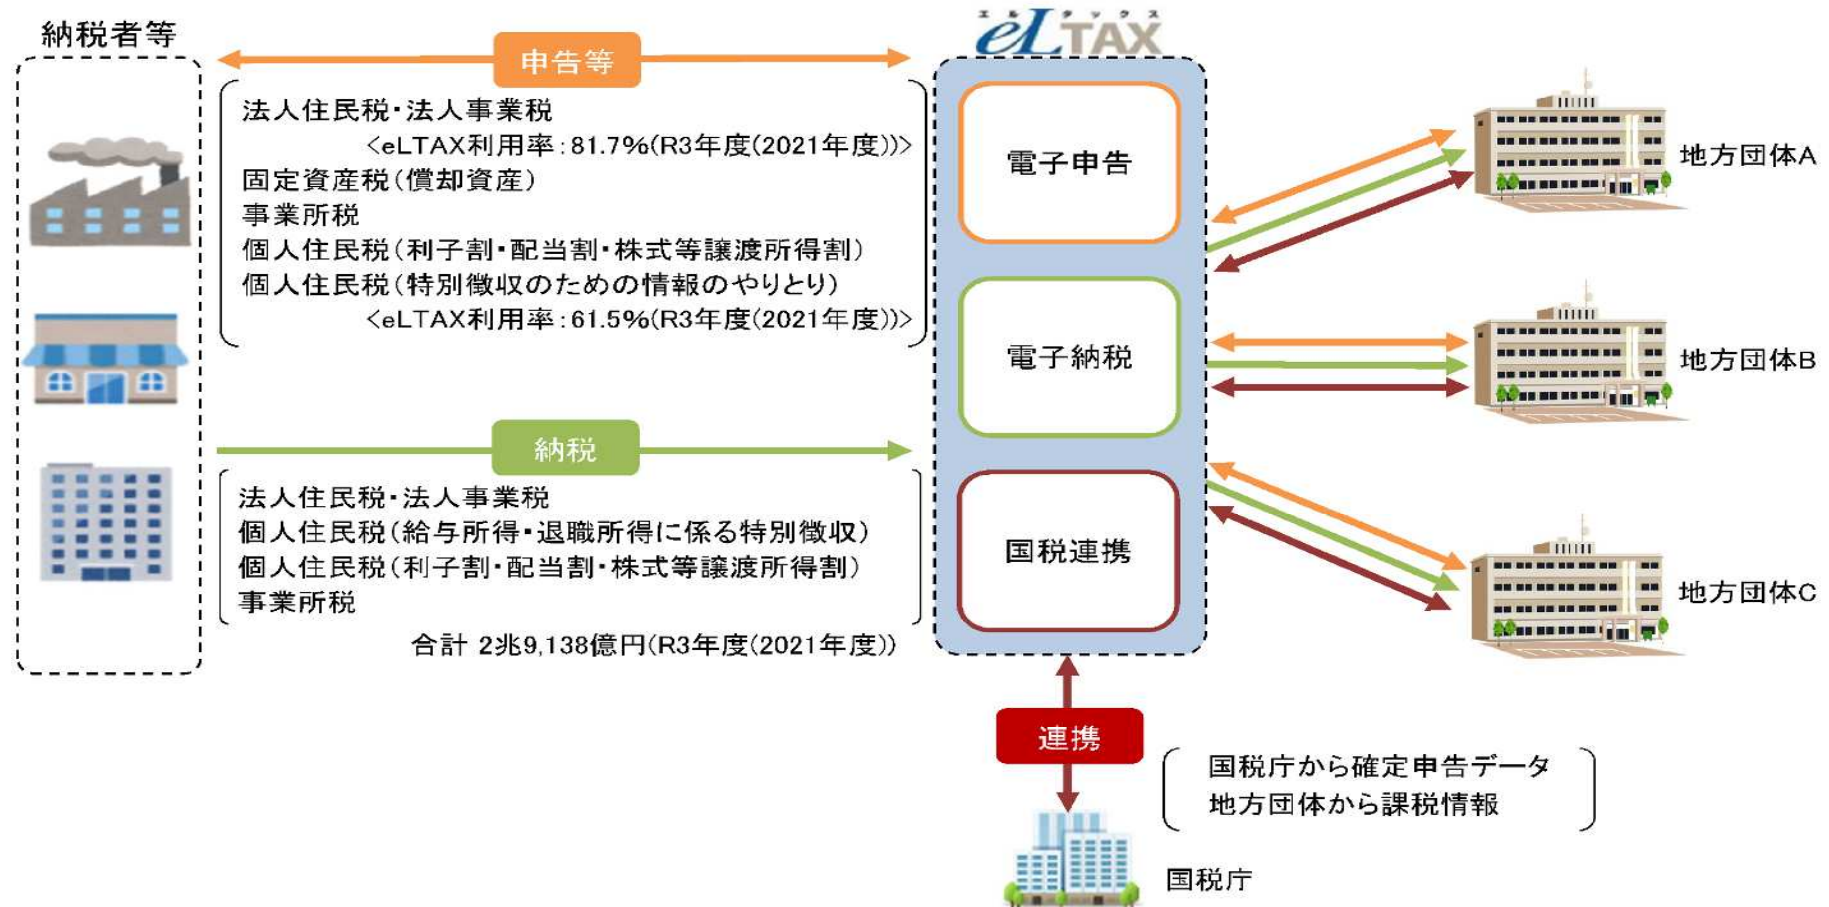 納税者等
申告等
法人住民税・法人事業税
<eLTAX利用率:81.7%(R3年度(2021年度))>
固定資産税(償却資産)
事業所税
個人住民税(利子割・配当割・株式等譲渡所得割)
個人住民税(特別徴収のための情報のやりとり)
<eLTAX利用率:61.5%(R3年度(2021年度))>
納税
法人住民税・法人事業税
個人住民税(給与所得・退職所得に係る特別徴収)
個人住民税(利子割・配当割・株式等譲渡所得割)
事業所税
合計 2兆9,138億円(R3年度(2021年度))
エルタックス
eLTAX
電子申告
電子納税
国税連携
地方団体A
地方団体B
地方団体C
連携
国税庁から確定申告データ
地方団体から課税情報
国税庁